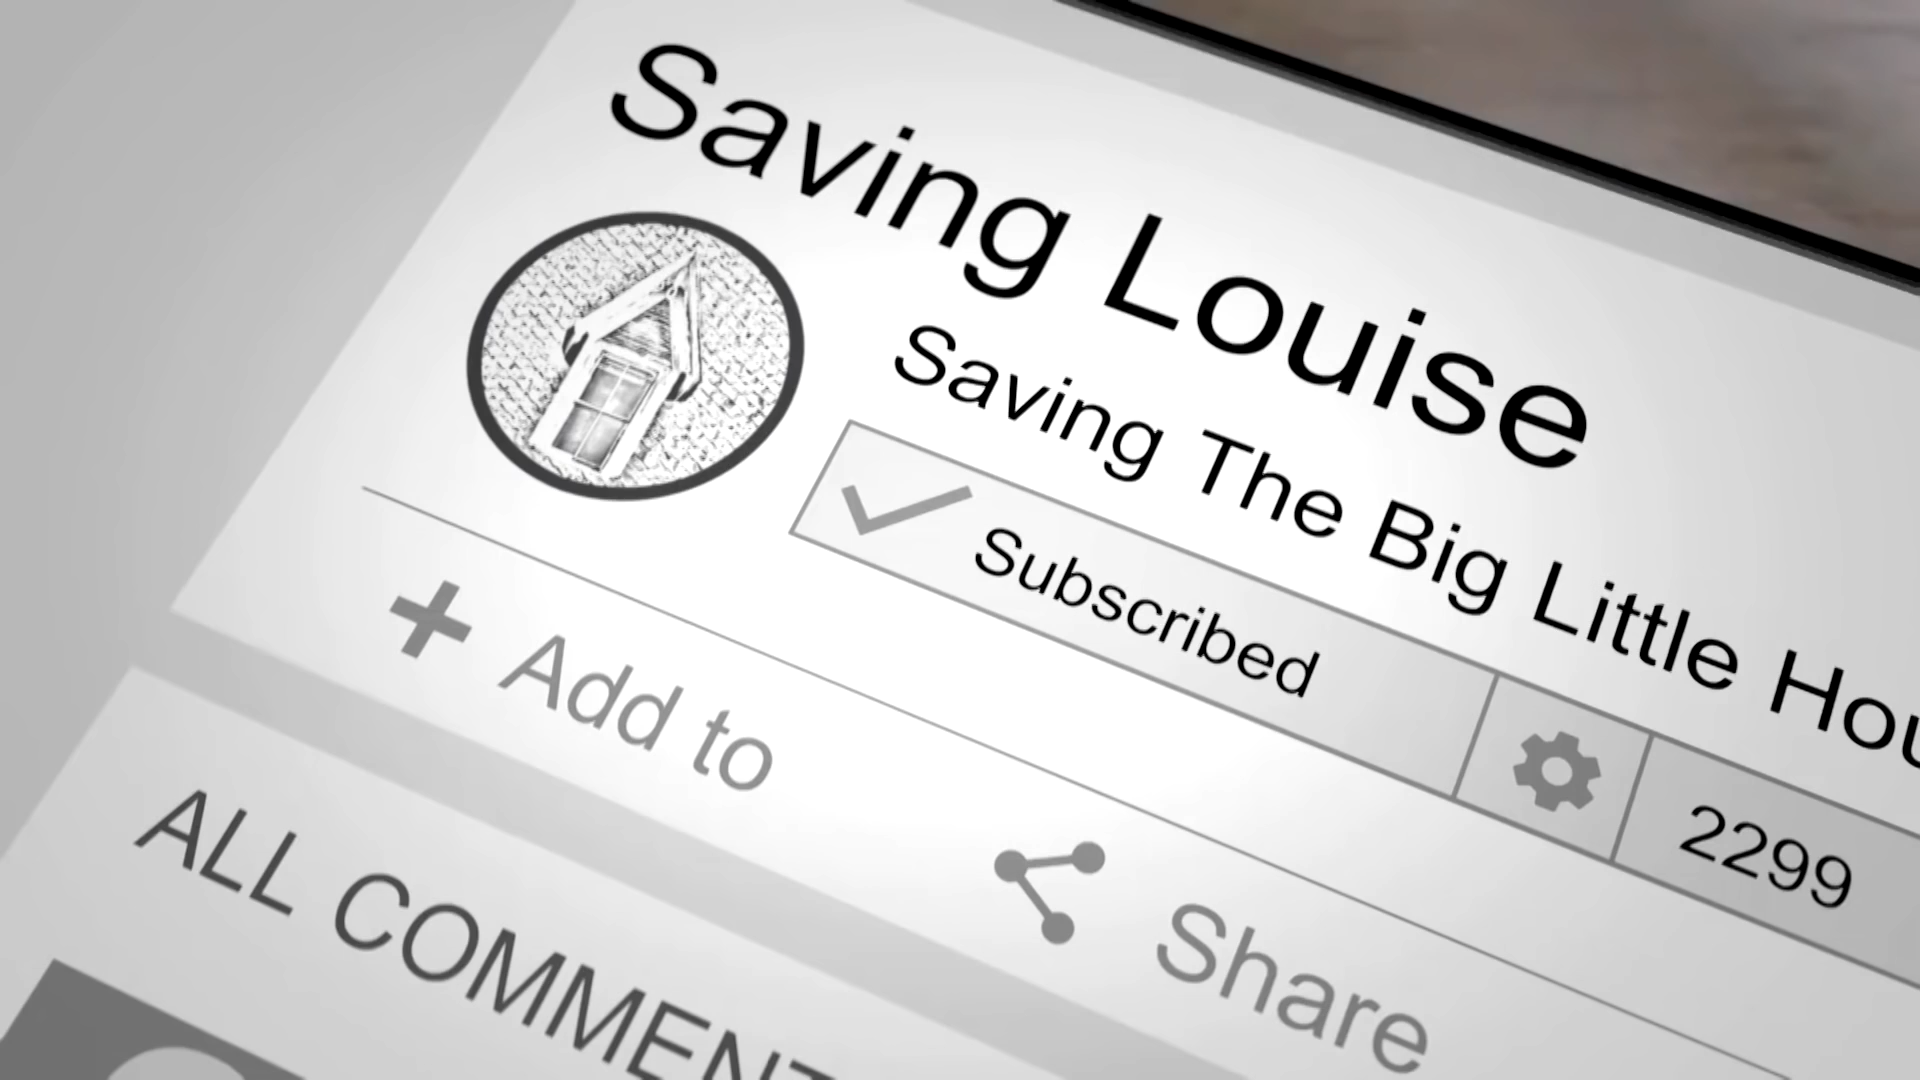 Saving Louise
Saving The Big Little Hou
Subscribed
2299
Add to
Share
ALL COMMENT